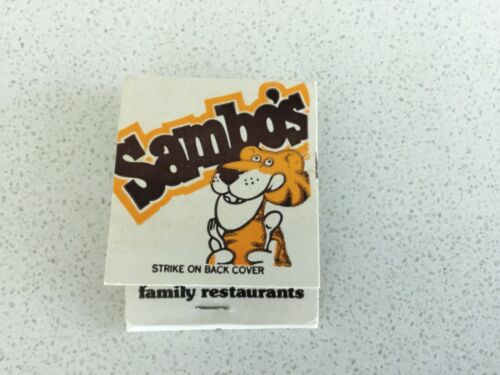 Sambo's
STRIKE ON BACK COVER
family restaurants